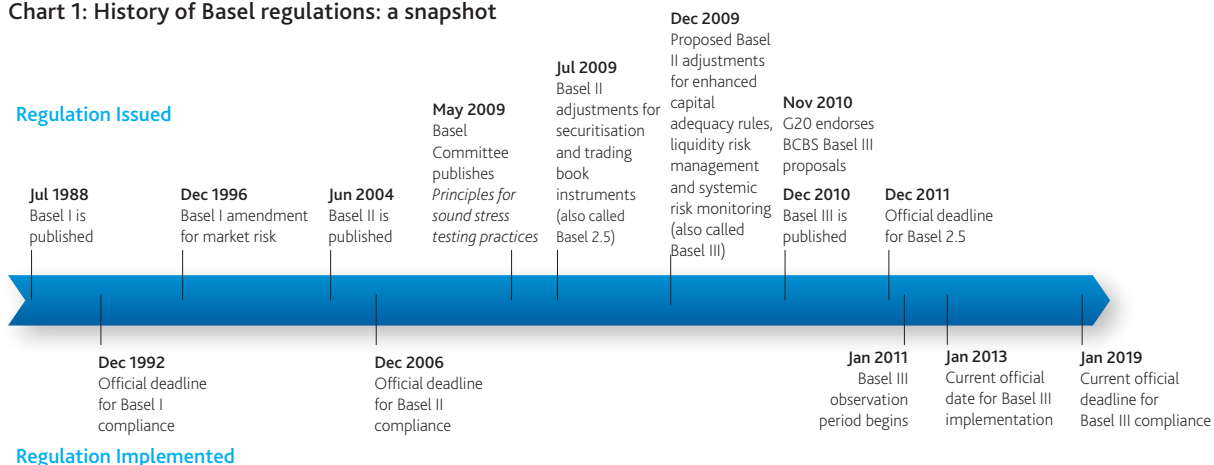 Chart 1: History of Basel regulations: a snapshot
Regulation Issued
Jul 1988
Basel I is
published
Dec 1996
Basel I amendment
for market risk
Jun 2004
Basel II is
published
May 2009
Basel
Committee
publishes
Principles for
sound stress
testing practices
Jul 2009
Basel II
adjustments for
securitisation
and trading
book
instruments
(also called
Basel 2.5)
Dec 2009
Proposed Basel
II adjustments
for enhanced
capital
adequacy rules,
liquidity risk
management
and systemic
risk monitoring
(also called
Basel III)
Nov 2010
G20 endorses
BCBS Basel III
proposals
Dec 2010
Basel III is
published
Dec 2011
Official deadline
for Basel 2.5
Dec 1992
Official deadline
for Basel I
compliance
Dec 2006
Official deadline
for Basel II
compliance
Jan 2011
Basel III
observation
period begins
Jan 2013
Current official
date for Basel III
implementation
Jan 2019
Current official
deadline for
Basel III compliance
Regulation Implemented